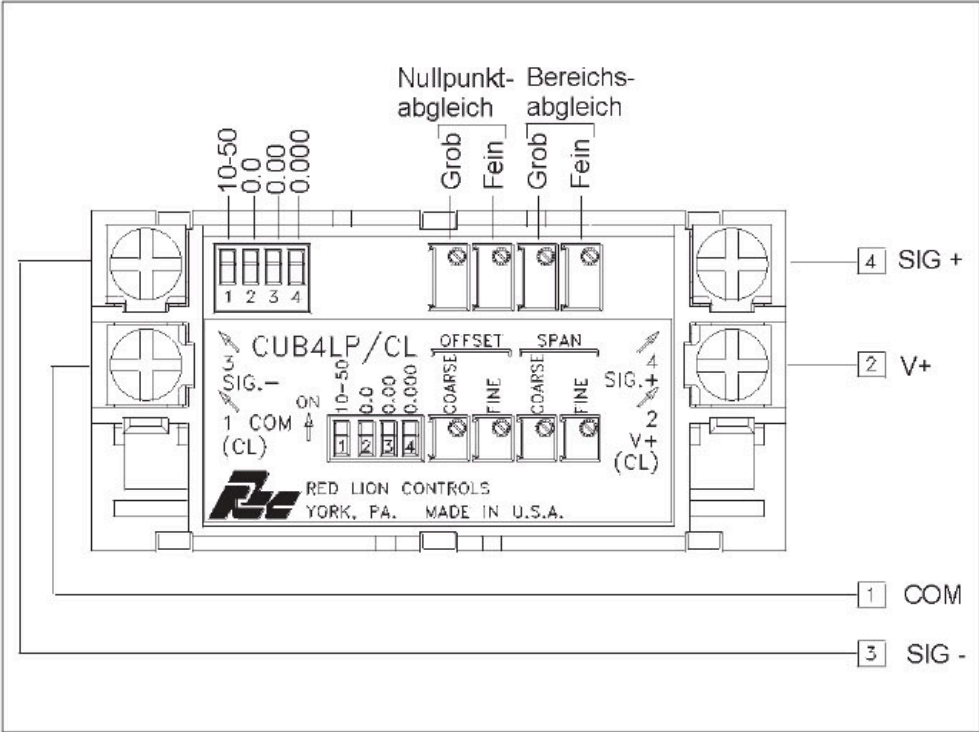 Nullpunkt- Bereichs-
abgleich abgleich
Grob Fein Grob Fein
10-50 0.0 0.00 0.000
1 2 3 4
4 SIG +
2 V+
CUB4LP/CL OFFSET SPAN
3 SIG.-
1 COM (CL)
ON
10-50 0.0 0.00 0.000
COARSE FINE COARSE FINE
1 2 3 4
4 SIG.+
2 V+ (CL)
RLC RED LION CONTROLS
YORK, PA. MADE IN U.S.A.
1 COM
3 SIG -